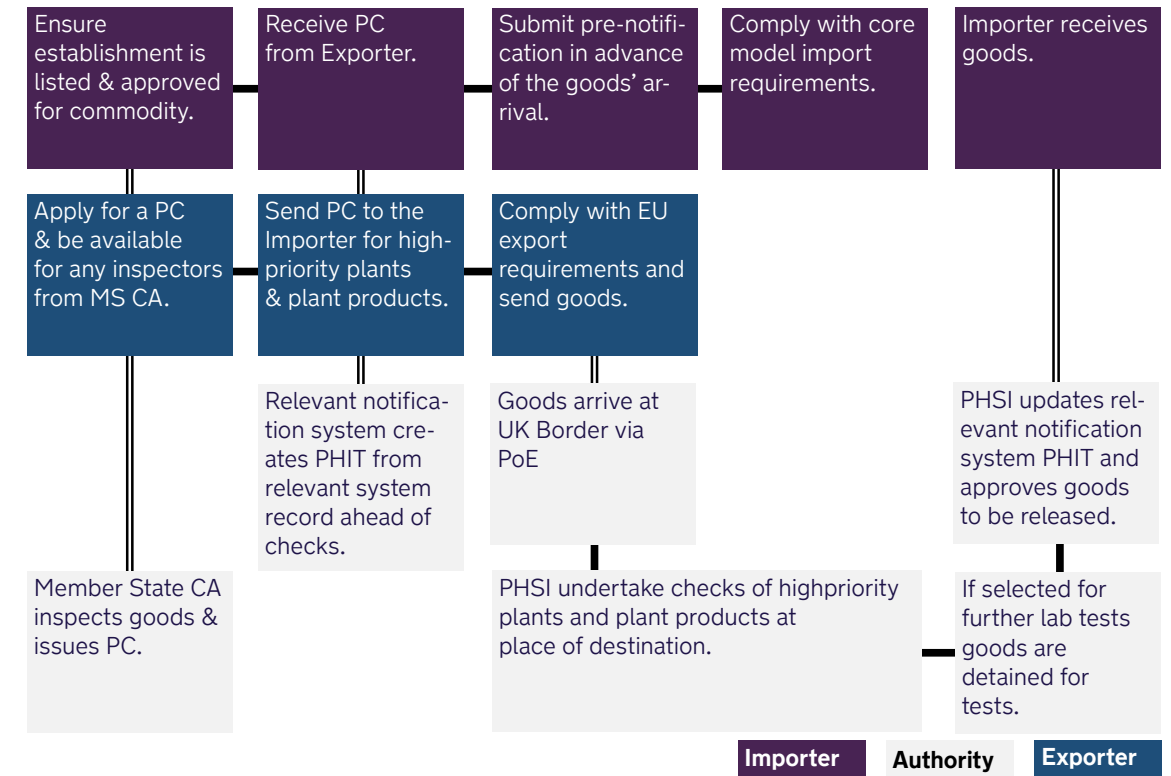 Ensure
establishment is
listed & approved
for commodity.
Receive PC
from Exporter.
Submit pre-notifi-
cation in advance
of the goods' ar-
rival.
Comply with core
model import
requirements.
Importer receives
goods.
Apply for a PC
& be available
for any inspectors
from MS CA.
Send PC to the
Importer for high-
priority plants
& plant products.
Comply with EU
export
requirements and
send goods.
Relevant notifica-
tion system cre-
ates PHIT from
relevant system
record ahead of
checks.
Goods arrive at
UK Border via
PoE
PHSI updates rel-
evant notification
system PHIT and
approves goods
to be released.
Member State CA
inspects goods &
issues PC.
PHSI undertake checks of highpriority
plants and plant products at
place of destination.
If selected for
further lab tests
goods are
detained for
tests.
Importer
Authority
Exporter